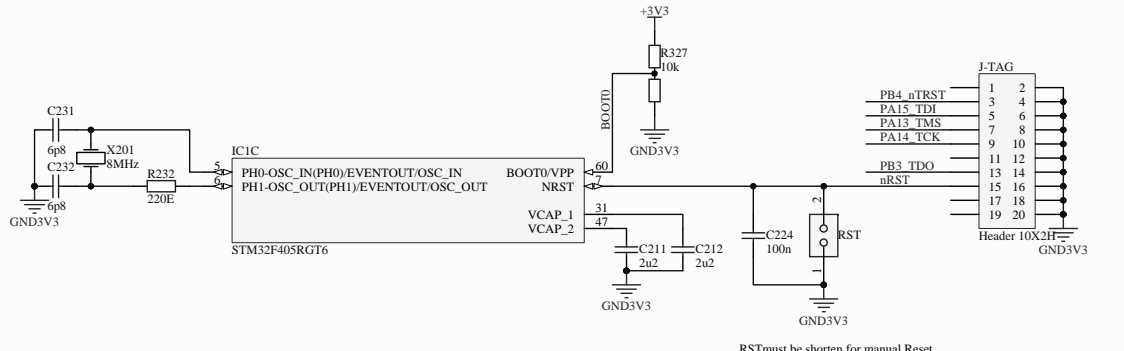 +3V3
R327
10k
BOOT0
GND3V3
C231
6p8
X201
8MHz
C232
6p8
R232
220E
GND3V3
IC1C
5 PH0-OSC_IN(PH0)/EVENTOUT/OSC_IN BOOT0/VPP 60
6 PH1-OSC_OUT(PH1)/EVENTOUT/OSC_OUT NRST 7
VCAP_1 31
VCAP_2 47
STM32F405RGT6
C211
2u2
C212
2u2
GND3V3
C224
100n
2
RST
1
GND3V3
J-TAG
1 2
PB4_nTRST 3 4
PA15_TDI 5 6
PA13_TMS 7 8
PA14_TCK 9 10
11 12
PB3_TDO 13 14
nRST 15 16
17 18
19 20
Header 10X2H
GND3V3
RSTmust be shorten for manual Reset